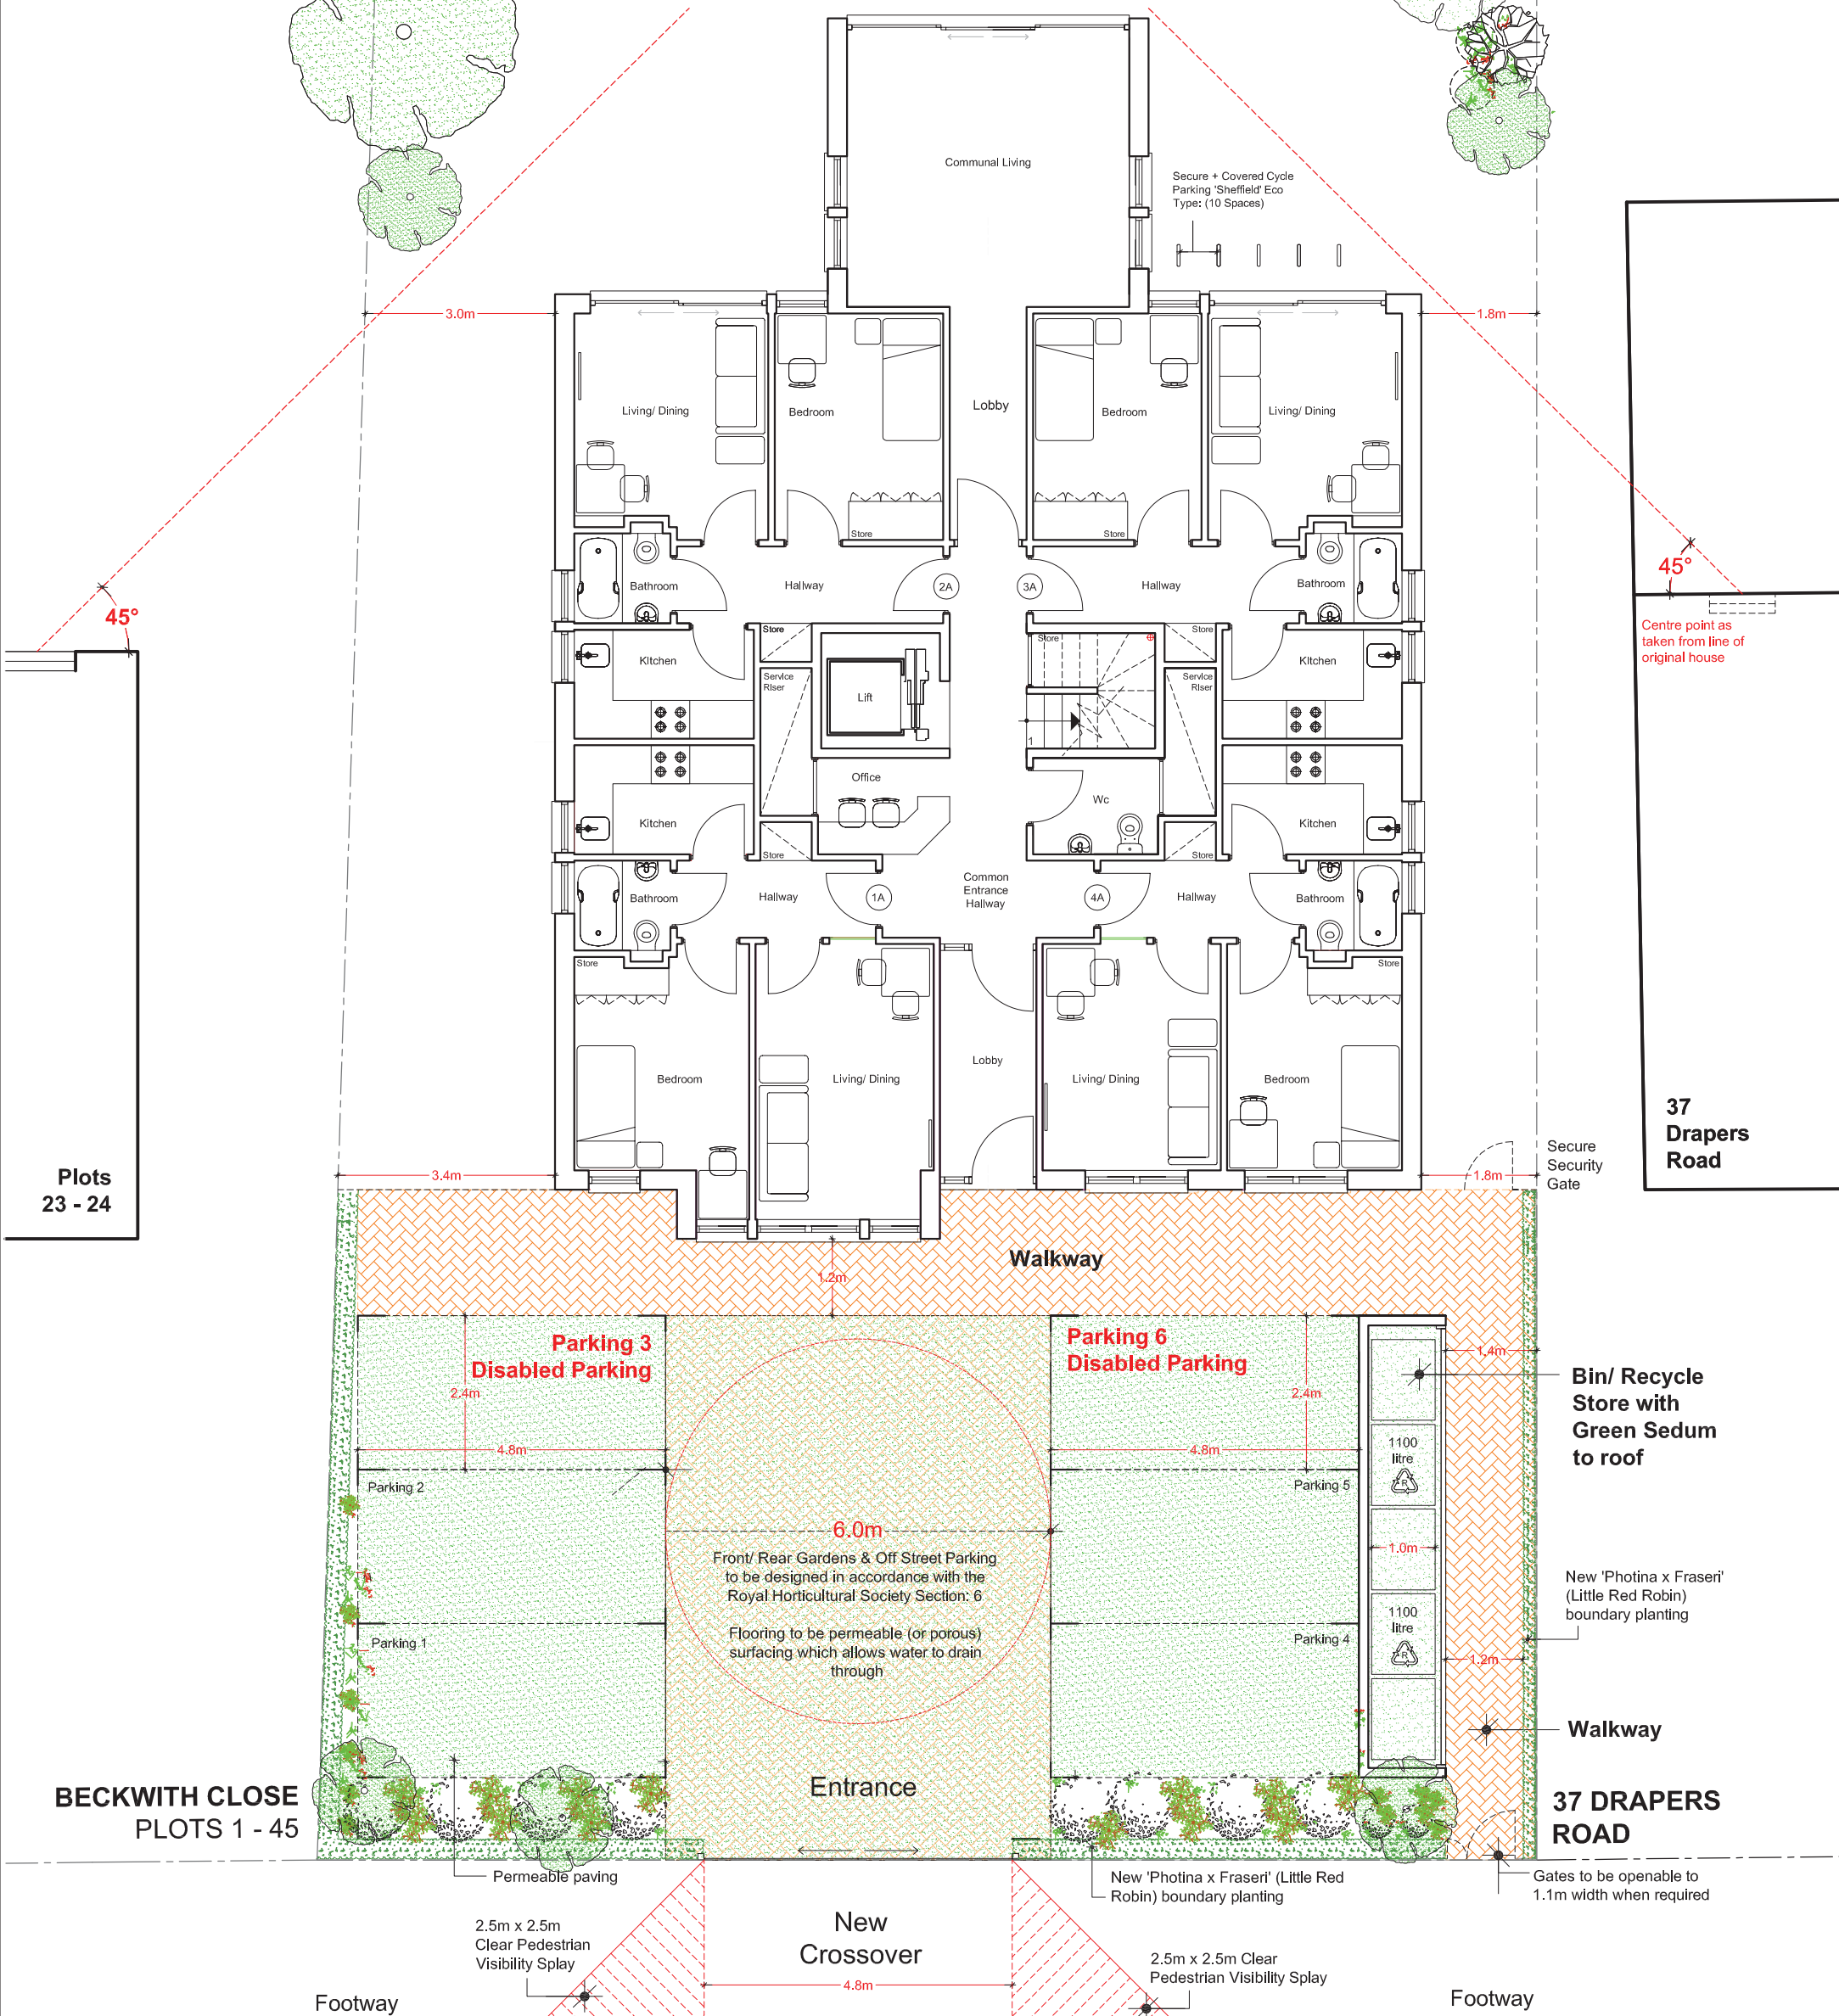 Communal Living
Secure + Covered Cycle
Parking 'Sheffield' Eco
Type: (10 Spaces)
3.0m
1.8m
Living/ Dining
Bedroom
Lobby
Bedroom
Living/ Dining
Store
Store
45°
45°
Bathroom
Hallway
2A
3A
Hallway
Bathroom
Centre point as
taken from line of
original house
Store
Store
Store
Kitchen
Kitchen
Service
Riser
Lift
Service
Riser
1
Office
Wc
Kitchen
Kitchen
Store
Store
Common
Entrance
Hallway
Bathroom
Hallway
1A
4A
Hallway
Bathroom
Store
Store
Lobby
Bedroom
Living/ Dining
Living/ Dining
Bedroom
37
Drapers
Road
Plots
23 - 24
3.4m
1.8m
Secure
Security
Gate
Walkway
1.2m
Parking 3
Disabled Parking
Parking 6
Disabled Parking
1.4m
2.4m
2.4m
Bin/ Recycle
Store with
Green Sedum
to roof
4.8m
4.8m
1100
litre
R
Parking 2
Parking 5
6.0m
1.0m
Front/ Rear Gardens & Off Street Parking
to be designed in accordance with the
Royal Horticultural Society Section: 6
Flooring to be permeable (or porous)
surfacing which allows water to drain
through
New 'Photina x Fraseri'
(Little Red Robin)
boundary planting
1100
litre
R
Parking 1
Parking 4
1.2m
Walkway
Entrance
BECKWITH CLOSE
PLOTS 1 - 45
37 DRAPERS
ROAD
Permeable paving
New 'Photina x Fraseri' (Little Red
Robin) boundary planting
Gates to be openable to
1.1m width when required
2.5m x 2.5m
Clear Pedestrian
Visibility Splay
New
Crossover
2.5m x 2.5m Clear
Pedestrian Visibility Splay
4.8m
Footway
Footway